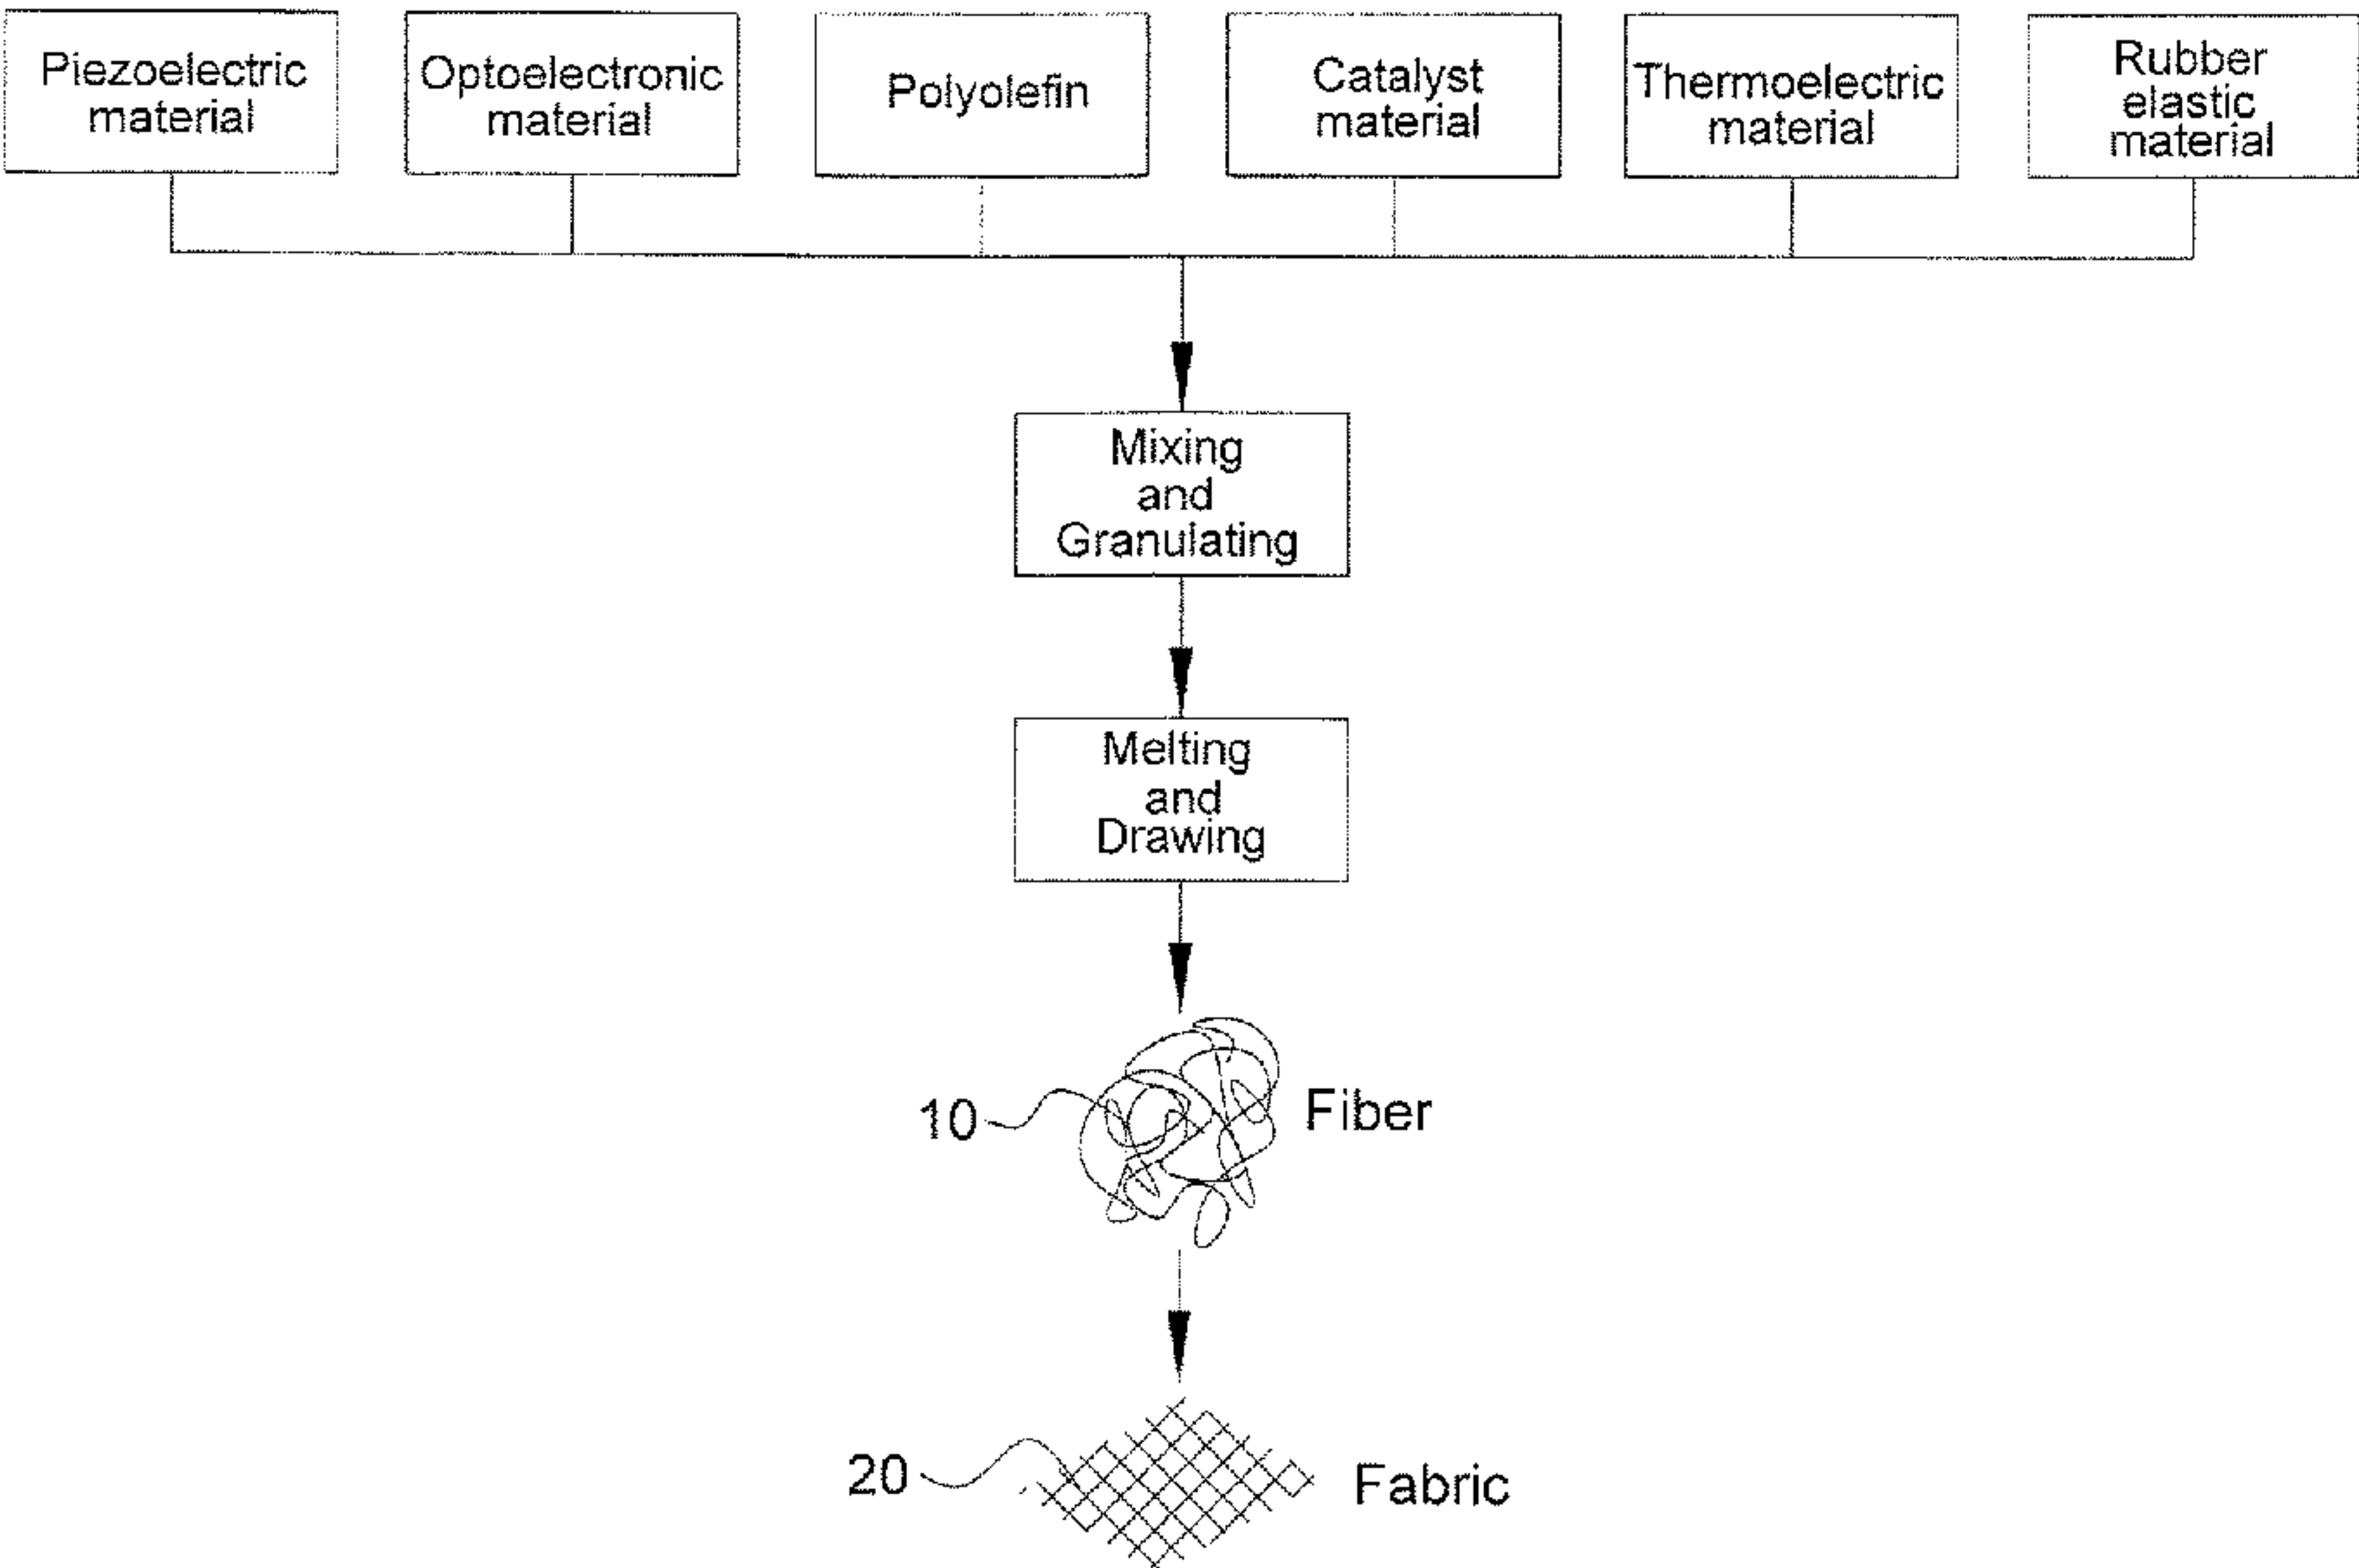 Piezoelectric
material
Optoelectronic
material
Polyolefin
Catalyst
material
Thermoelectric
material
Rubber
elastic
material
Mixing
and
Granulating
Melting
and
Drawing
10
Fiber
20
Fabric